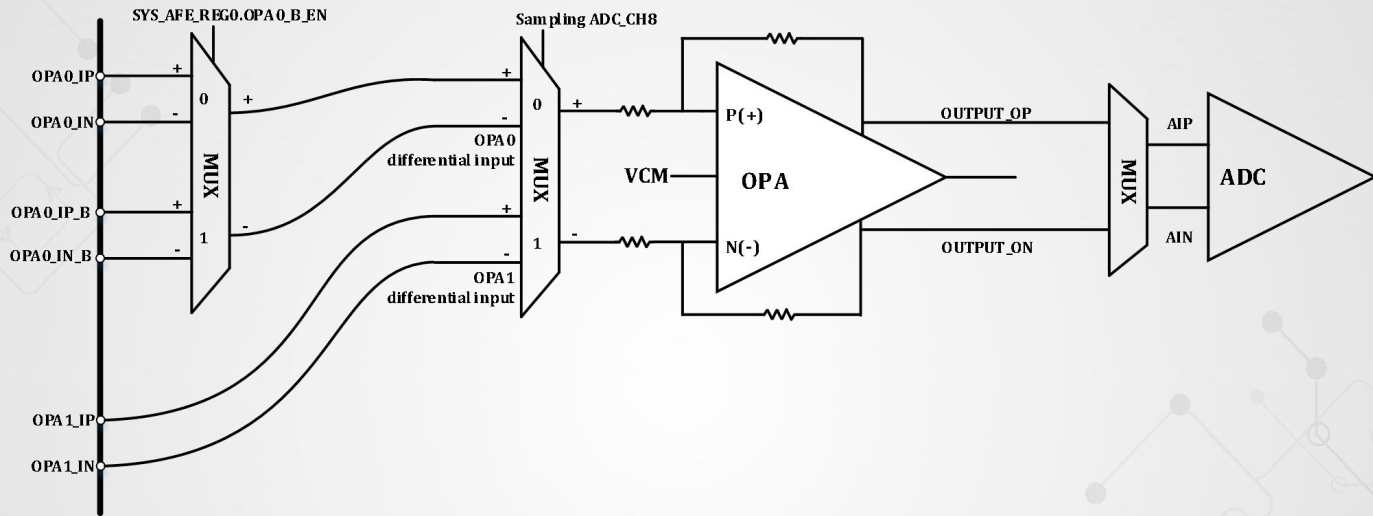 SYS_AFE_REG0.OPA0_B_EN
Sampling ADC_CH8
OPA0_IP
+
0
+
-
OPA0_IN
MUX
OPA0_IP_B
+
1
-
-
OPA0_IN_B
+
0
-
OPA0
differential input
MUX
+
1
-
OPA1
differential input
+
-
P(+)
VCM
OPA
N(-)
OUTPUT_OP
OUTPUT_ON
MUX
AIP
AIN
ADC
OPA1_IP
OPA1_IN